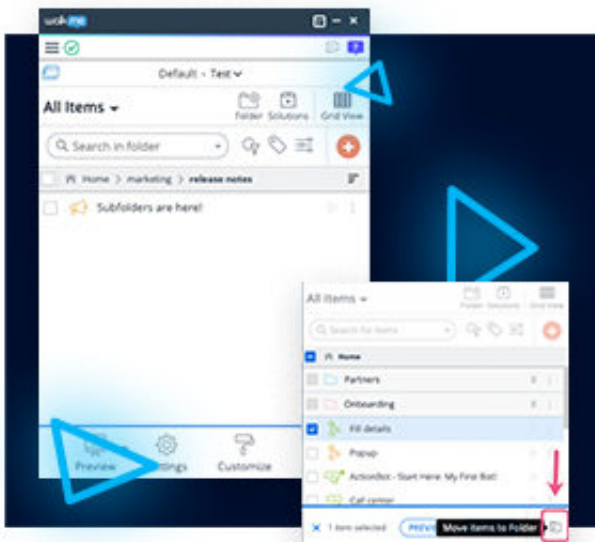 walkme
Default - Test
All Items
Folder Solutions Grid View
Search in folder
Home > marketing > release notes
Subfolders are here!
Preview
Customize
All Items
Folder Solutions Grid View
Search for items
Home
Partners
Onboarding
Fill details
Popup
ActionBot - Start Here: My First Bot!
Call center
1 item selected
Move Items to Folder